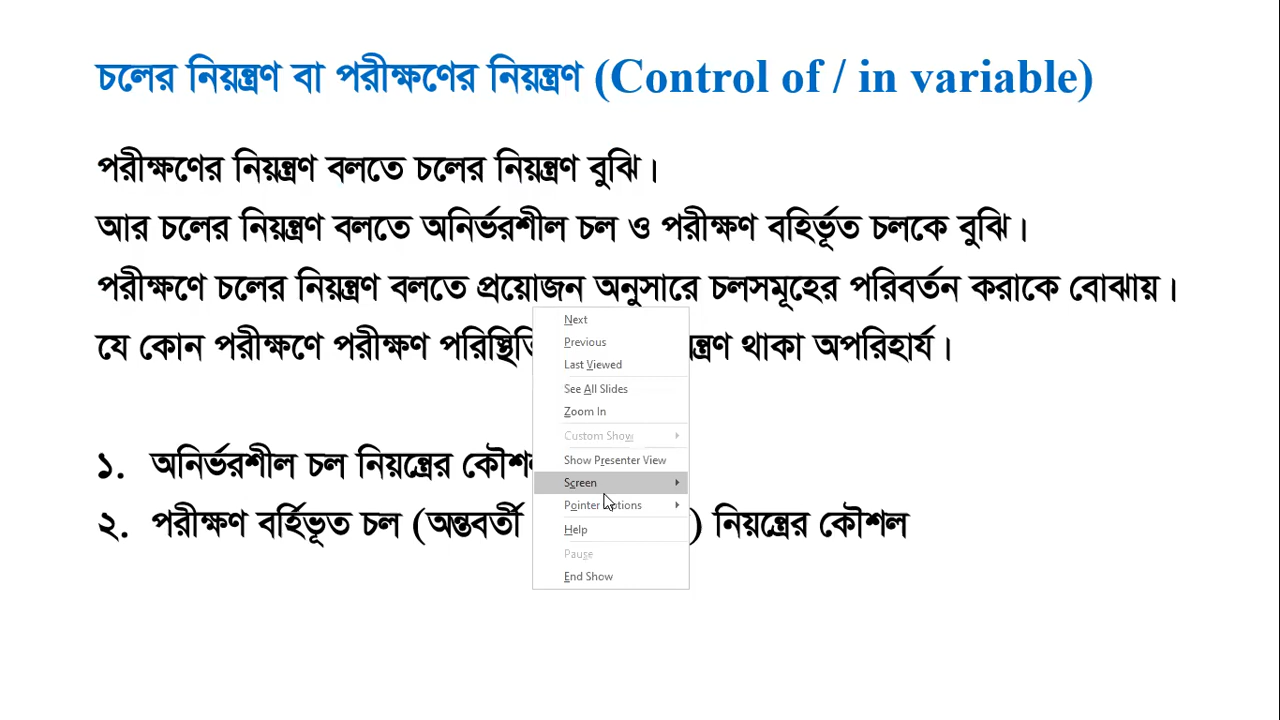 চলের নিয়ন্ত্রণ বা পরীক্ষণের নিয়ন্ত্রণ (Control of / in variable)
পরীক্ষণের নিয়ন্ত্রণ বলতে চলের নিয়ন্ত্রণ বুঝি।
আর চলের নিয়ন্ত্রণ বলতে অনির্ভরশীল চল ও পরীক্ষণ বহির্ভূত চলকে বুঝি।
পরীক্ষণে চলের নিয়ন্ত্রণ বলতে প্রয়োজন অনুসারে চলসমূহের পরিবর্তন করাকে বোঝায়।
যে কোন পরীক্ষণে পরীক্ষণ থাকা অপরিহার্য।
১. অনির্ভরশীল চল নিয়ন্ত্রের
২. পরীক্ষণ বর্হিভূত চল (অন্তবর্তী ) নিয়ন্ত্রের কৌশল
Next
Previous
Last Viewed
See All Slides
Zoom In
Custom Show
Show Presenter View
Screen
Pointer Options
Help
Pause
End Show